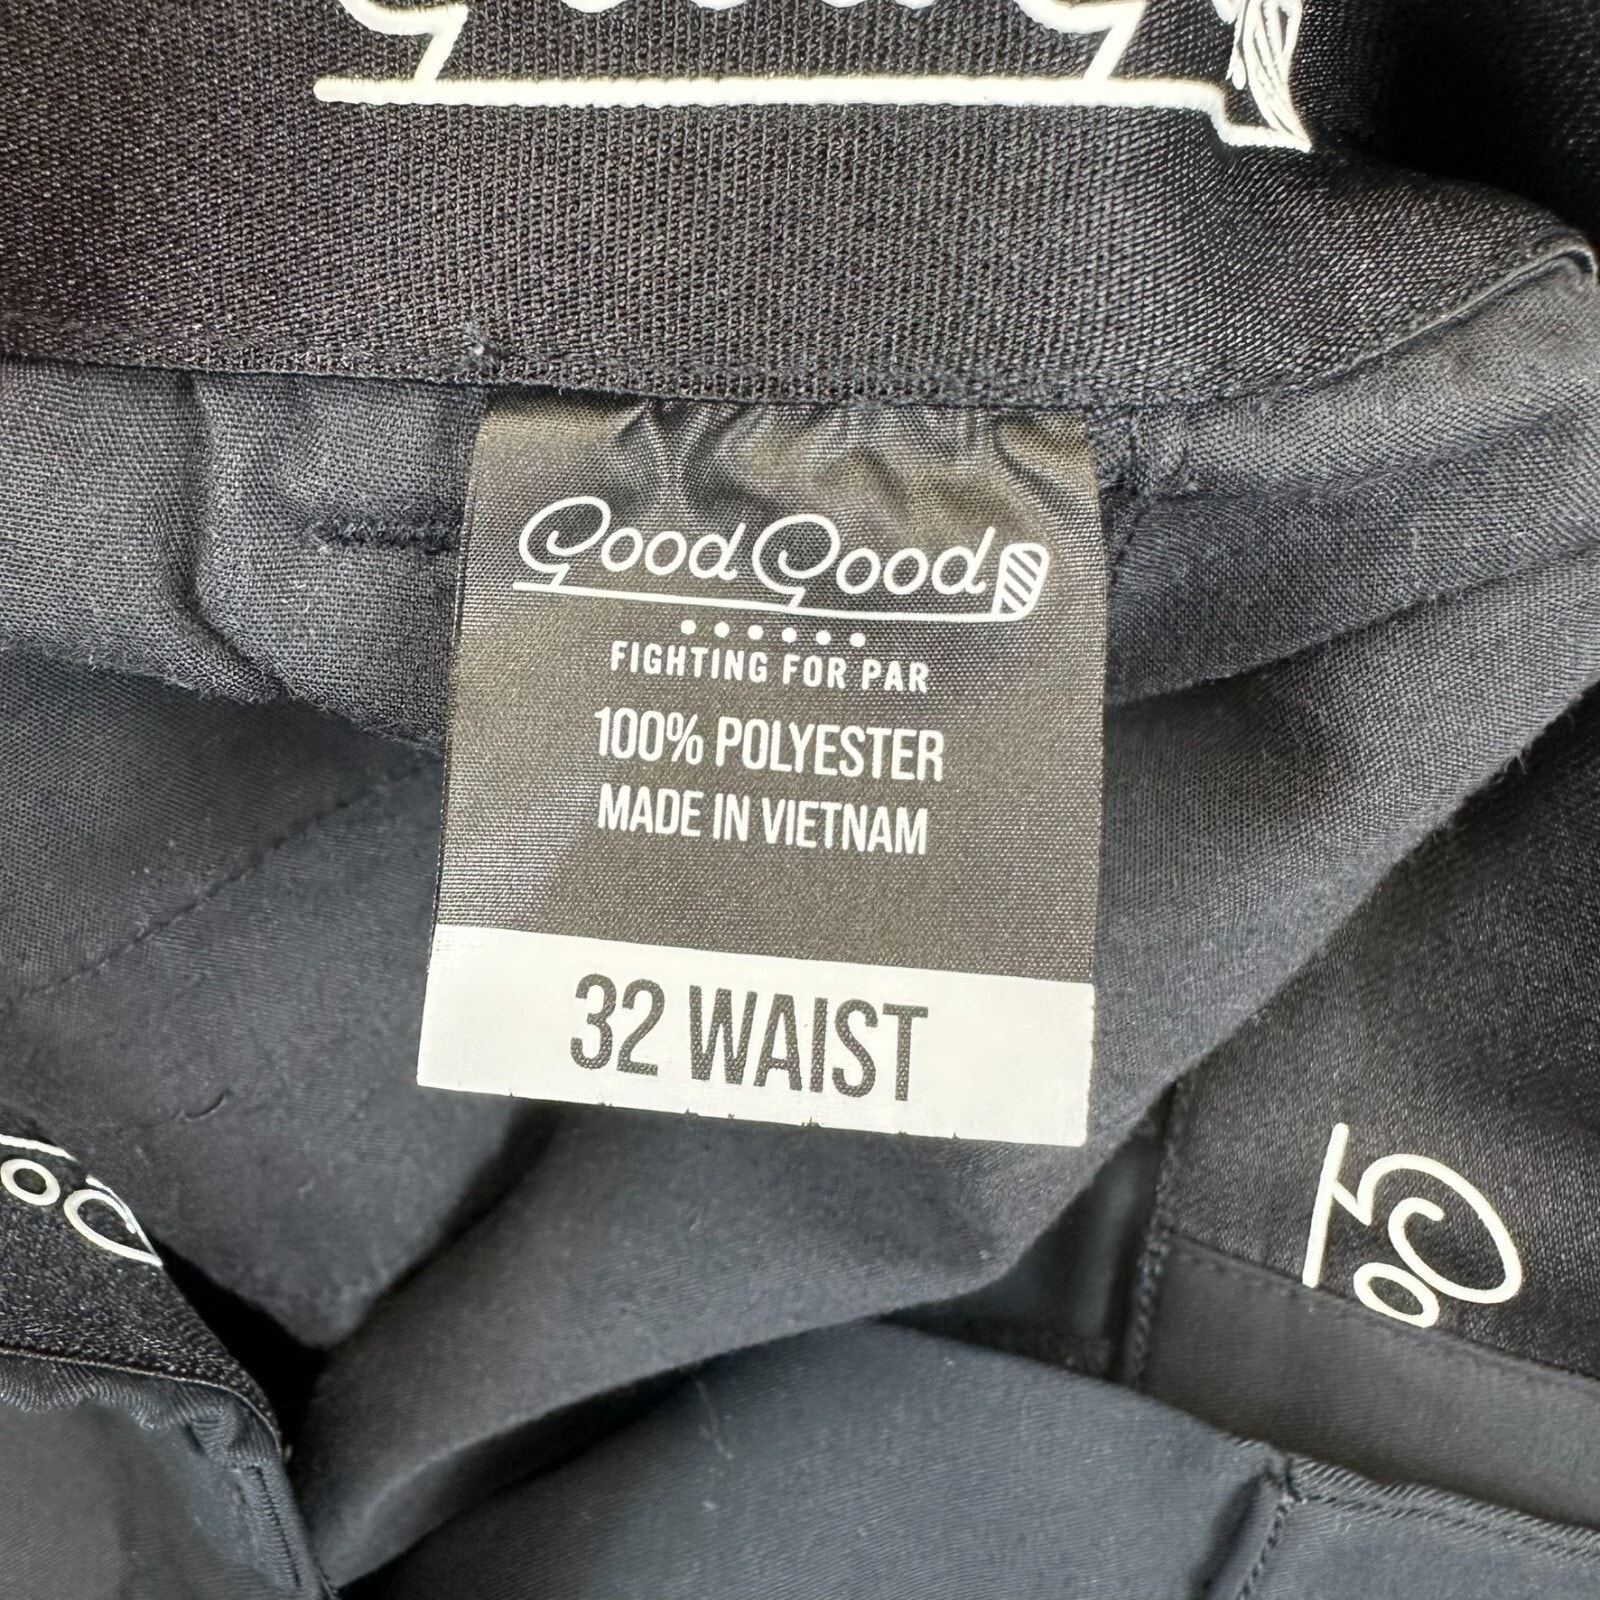 Good Good
FIGHTING FOR PAR
100% POLYESTER
MADE IN VIETNAM
32 WAIST